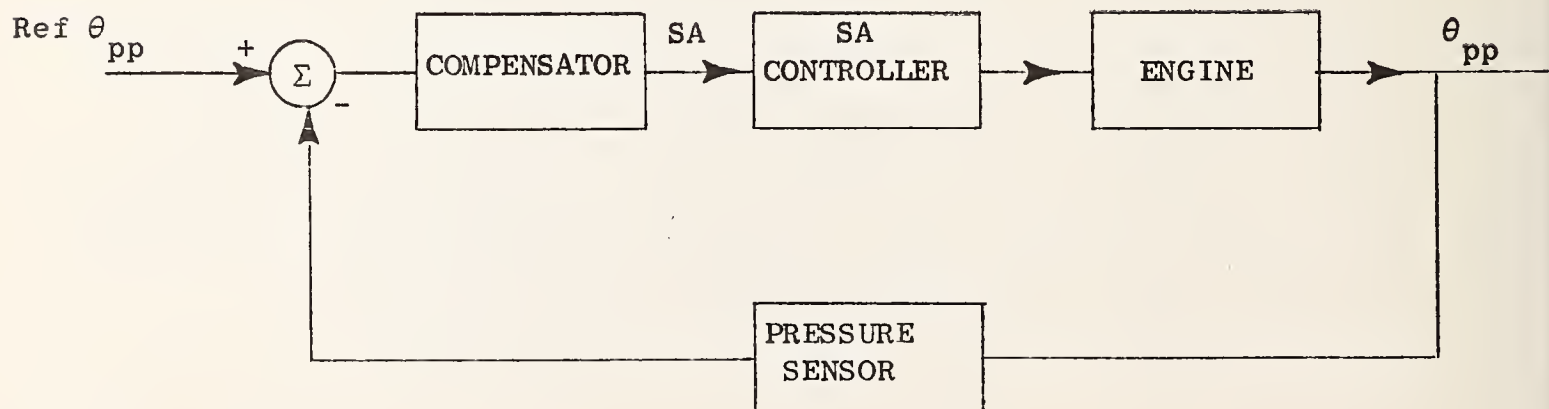 Ref θpp
+
Σ
-
COMPENSATOR
SA
SA
CONTROLLER
ENGINE
θpp
PRESSURE
SENSOR